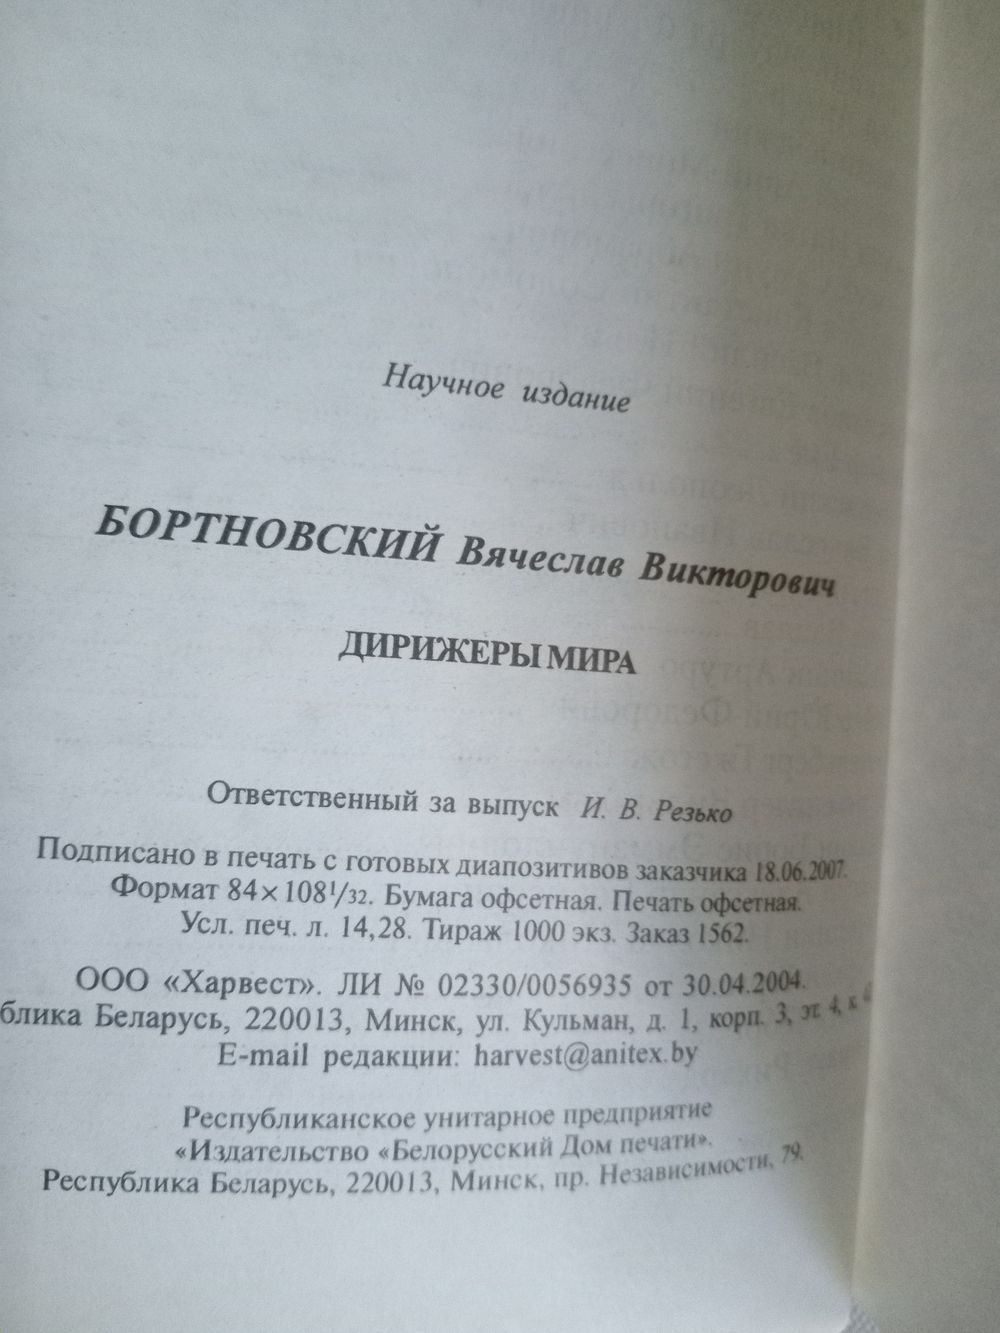 Научное издание
БОРТНОВСКИЙ Вячеслав Викторович
ДИРИЖЕРЫ МИРА
Ответственный за выпуск И. В. Резько
Подписано в печать с готовых диапозитивов заказчика 18.06.2007.
Формат 84×108 1/32. Бумага офсетная. Печать офсетная.
Усл. печ. л. 14,28. Тираж 1000 экз. Заказ 1562.
ООО «Харвест». ЛИ № 02330/0056935 от 30.04.2004.
блика Беларусь, 220013, Минск, ул. Кульман, д. 1, корп. 3, эт. 4, к.
E-mail редакции: harvest@anitex.by
Республиканское унитарное предприятие
«Издательство «Белорусский Дом печати».
Республика Беларусь, 220013, Минск, пр. Независимости, 79.